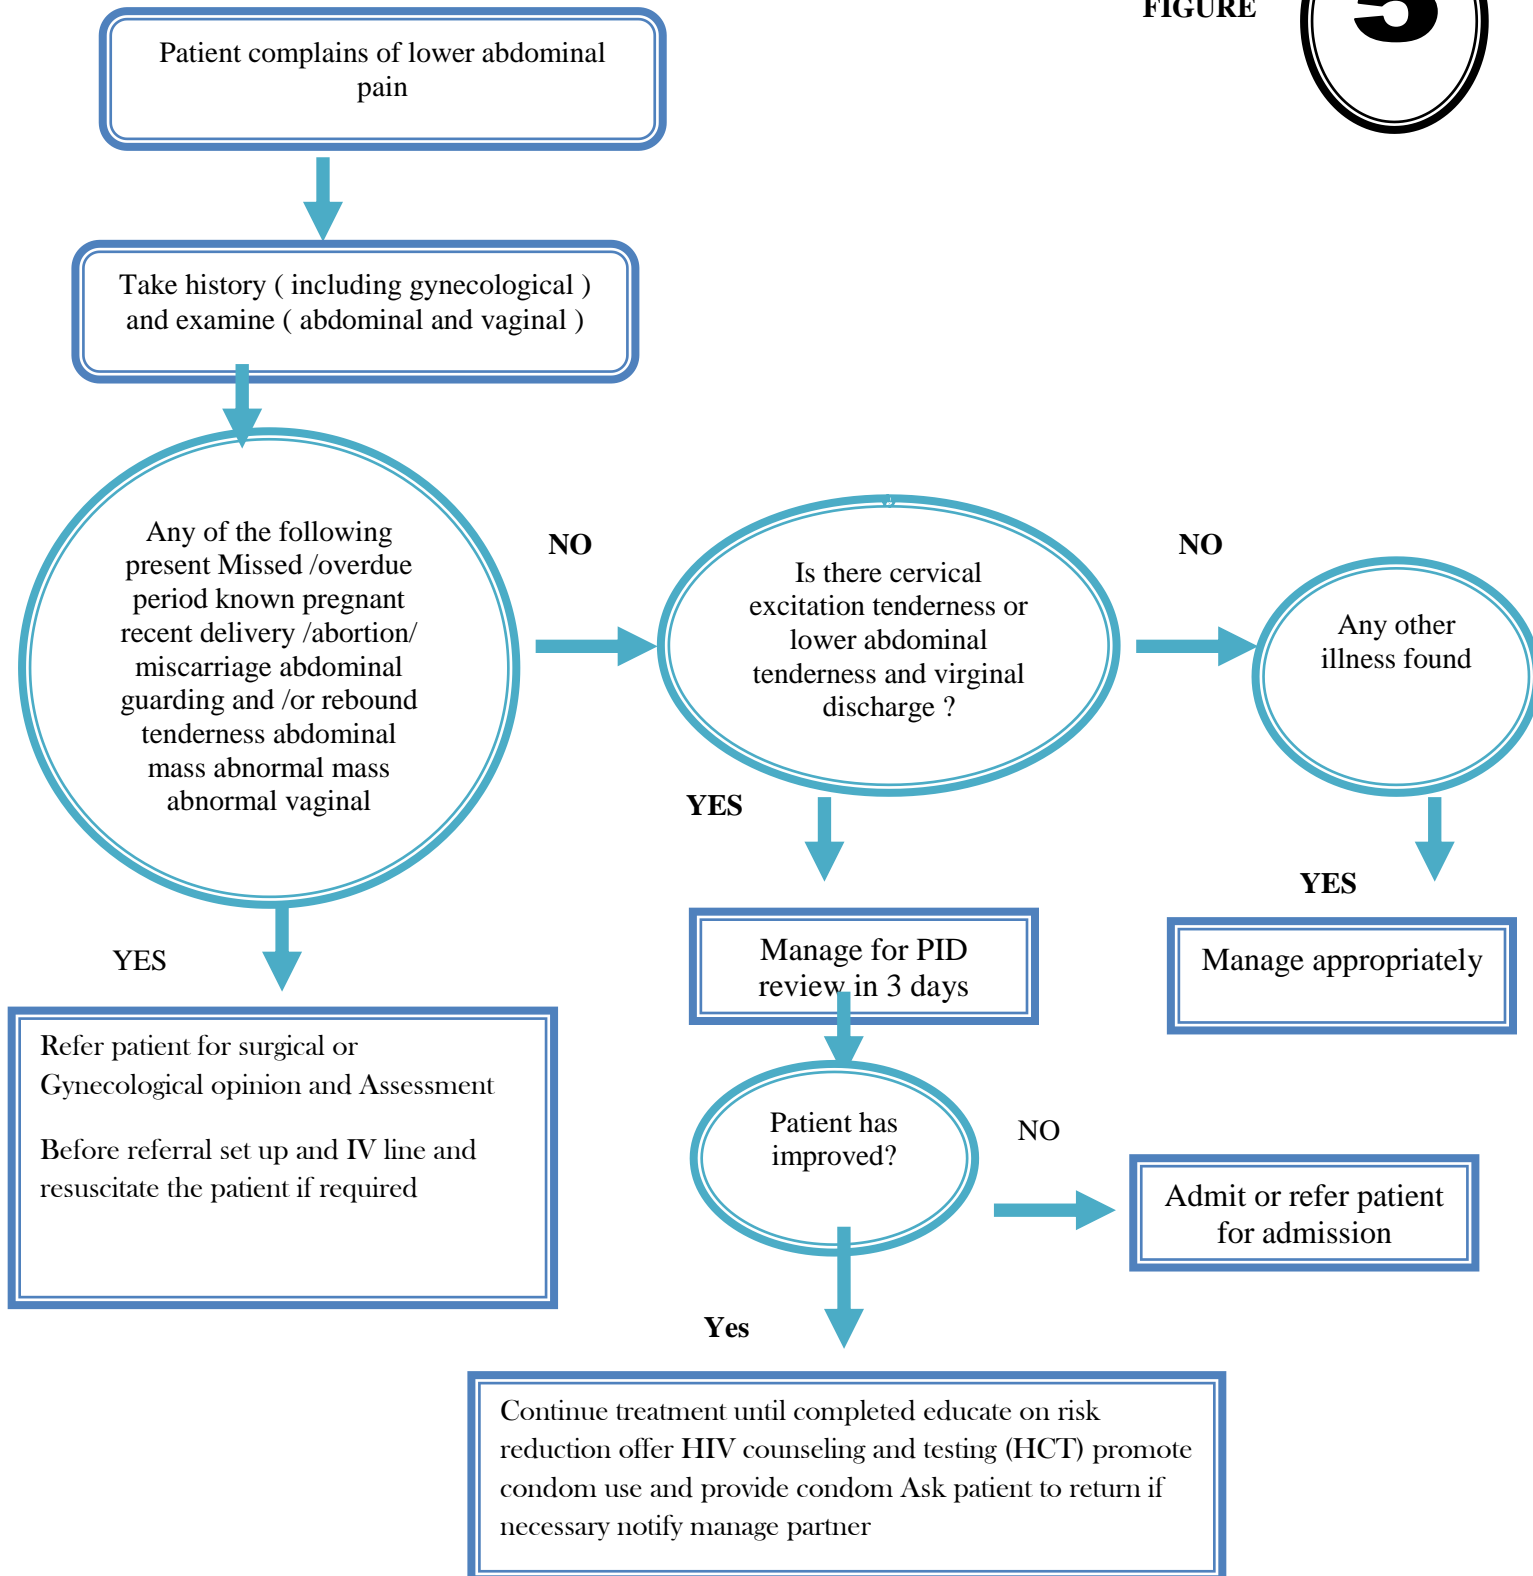 FIGURE
5
Patient complains of lower abdominal
pain
Take history ( including gynecological )
and examine ( abdominal and vaginal )
Any of the following
present Missed /overdue
period known pregnant
recent delivery /abortion/
miscarriage abdominal
guarding and /or rebound
tenderness abdominal
mass abnormal mass
abnormal vaginal
NO
Is there cervical
excitation tenderness or
lower abdominal
tenderness and virginal
discharge ?
NO
Any other
illness found
YES
YES
YES
Manage for PID
review in 3 days
Manage appropriately
Refer patient for surgical or
Gynecological opinion and Assessment
Before referral set up and IV line and
resuscitate the patient if required
Patient has
improved?
NO
Admit or refer patient
for admission
Yes
Continue treatment until completed educate on risk
reduction offer HIV counseling and testing (HCT) promote
condom use and provide condom Ask patient to return if
necessary notify manage partner